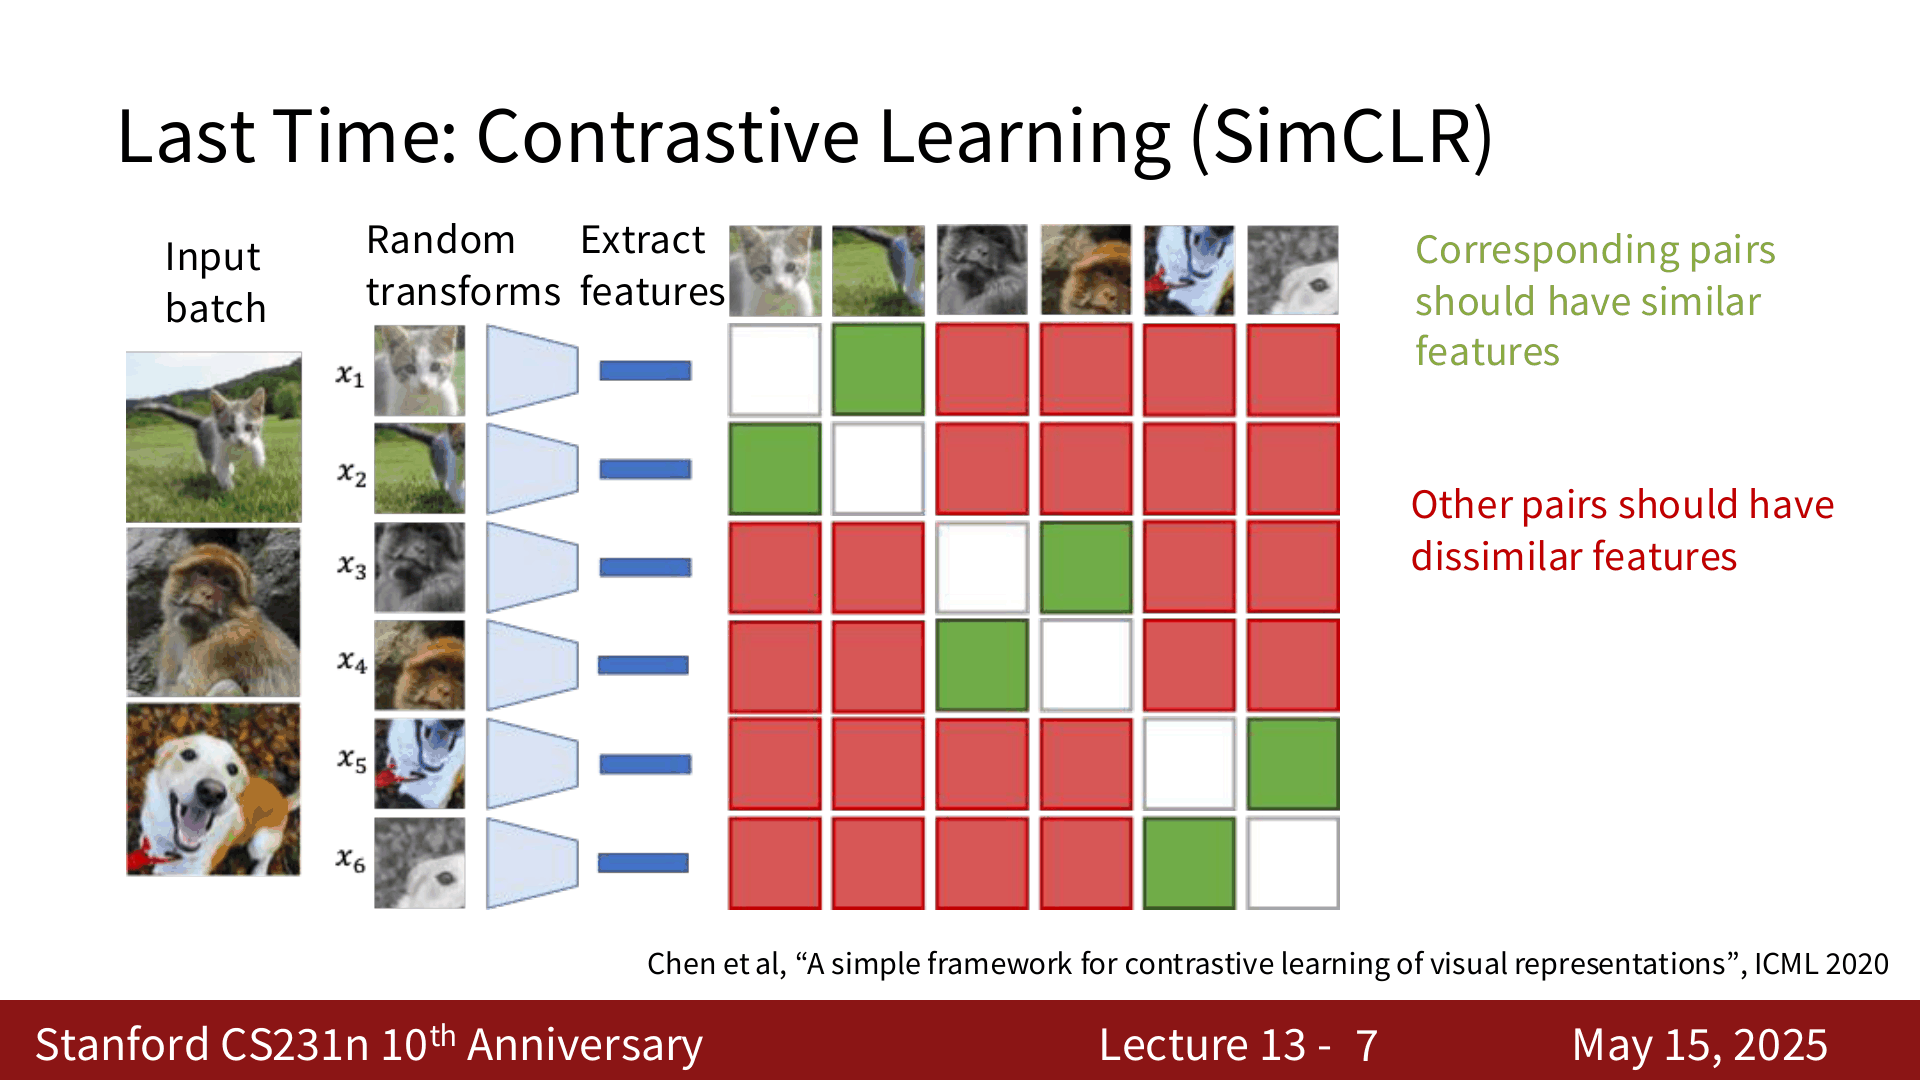 Last Time: Contrastive Learning (SimCLR)
Input
batch
Random
transforms
Extract
features
x1
x2
x3
x4
x5
x6
Corresponding pairs
should have similar
features
Other pairs should have
dissimilar features
Chen et al, “A simple framework for contrastive learning of visual representations”, ICML 2020
Stanford CS231n 10th Anniversary
Lecture 13 - 7
May 15, 2025